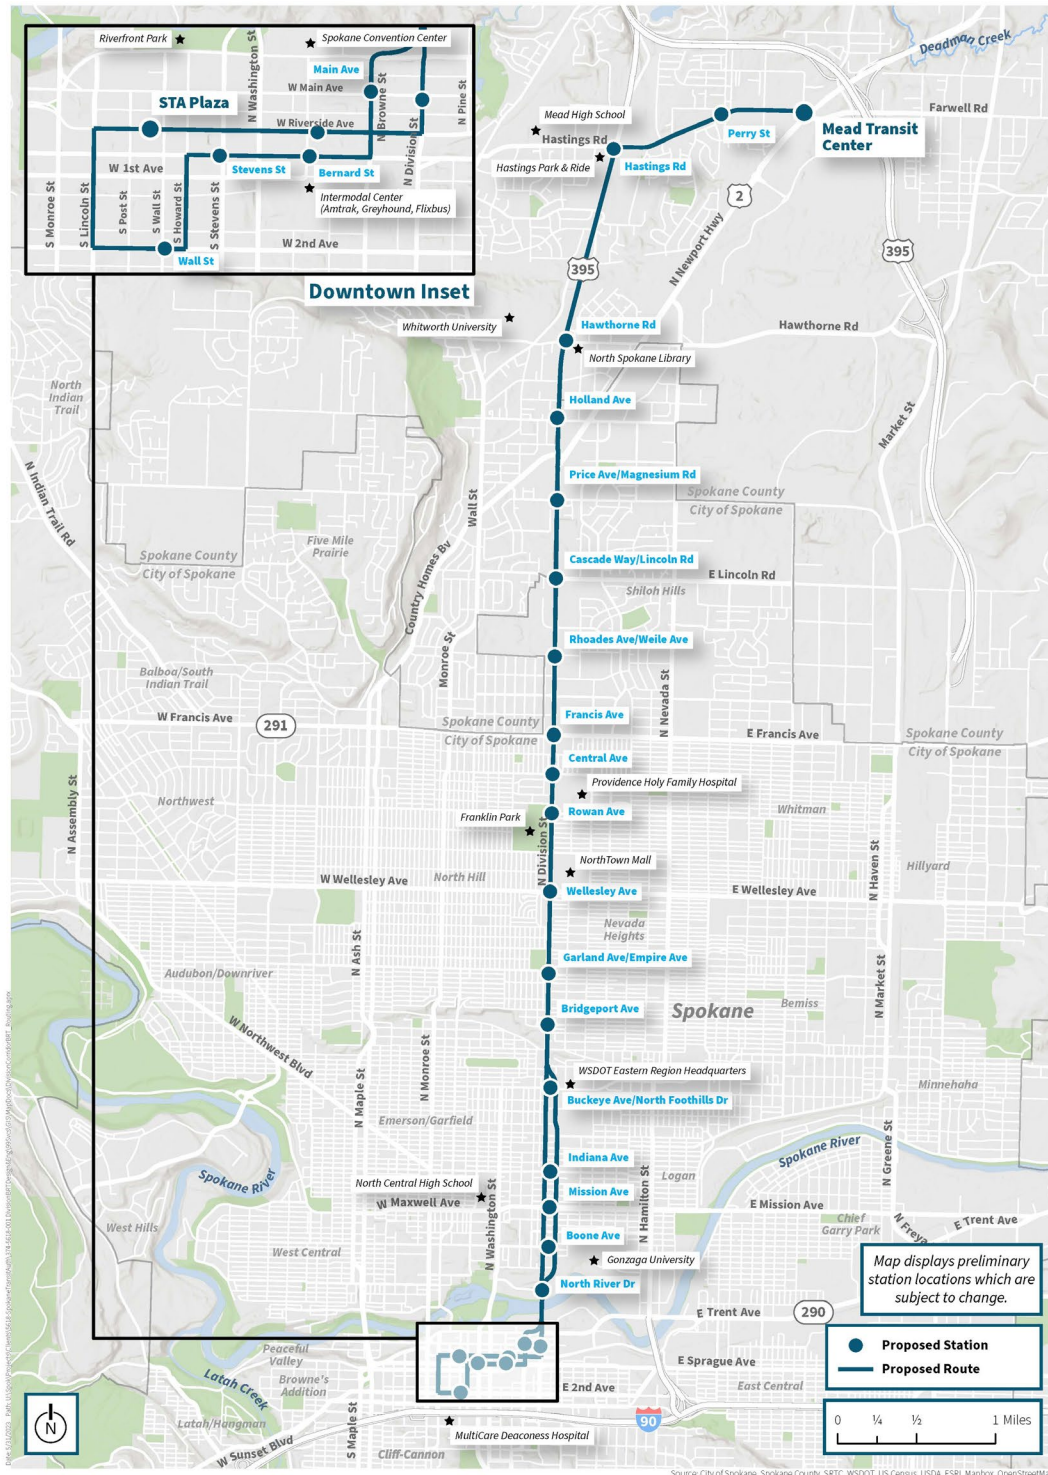 Riverfront Park
Spokane Convention Center
Main Ave
W Main Ave
N Washington St
N Browne St
N Pine St
STA Plaza
W Riverside Ave
N Division St
W 1st Ave
Stevens St
Bernard St
Intermodal Center
(Amtrak, Greyhound, Flixbus)
S Monroe St
S Lincoln St
S Post St
S Wall St
S Howard St
S Stevens St
W 2nd Ave
Wall St
Downtown Inset
Deadman Creek
Farwell Rd
Mead High School
Hastings Rd
Hastings Park & Ride
Hastings Rd
Perry St
Mead Transit
Center
2
395
395
N Newport Hwy
Whitworth University
Hawthorne Rd
Hawthorne Rd
North Spokane Library
North
Indian
Trail
Holland Ave
Market St
N Indian Trail Rd
Wall St
Price Ave/Magnesium Rd
Spokane County
City of Spokane
Five Mile
Prairie
Spokane County
City of Spokane
Country Homes Bv
Cascade Way/Lincoln Rd
E Lincoln Rd
Shiloh Hills
Monroe St
Rhoades Ave/Weile Ave
Balboa/South
Indian Trail
N Nevada St
W Francis Ave
291
Spokane County
City of Spokane
Francis Ave
E Francis Ave
Spokane County
City of Spokane
Central Ave
Providence Holy Family Hospital
N Assembly St
Northwest
Franklin Park
Rowan Ave
Whitman
N Division St
NorthTown Mall
Hillyard
N Haven St
W Wellesley Ave
North Hill
Wellesley Ave
E Wellesley Ave
Nevada
Heights
N Ash St
Garland Ave/Empire Ave
Audubon/Downriver
N Market St
Bridgeport Ave
Spokane
Bemiss
W Northwest Blvd
N Monroe St
WSDOT Eastern Region Headquarters
Buckeye Ave/North Foothills Dr
Minnehaha
N Maple St
Emerson/Garfield
Spokane River
N Greene St
Indiana Ave
Spokane River
North Central High School
Mission Ave
Logan
W Maxwell Ave
N Washington St
N Hamilton St
E Mission Ave
Chief
Garry Park
N Freya
E Trent Ave
West Hills
West Central
Boone Ave
Gonzaga University
North River Dr
Map displays preliminary
station locations which are
subject to change.
E Trent Ave
290
Peaceful
Valley
Browne's
Addition
Latah Creek
E Sprague Ave
East Central
E 2nd Ave
Proposed Station
Proposed Route
N
Latah/Hangman
S Maple St
W Sunset Blvd
Cliff-Cannon
MultiCare Deaconess Hospital
90
0 ¼ ½ 1 Miles